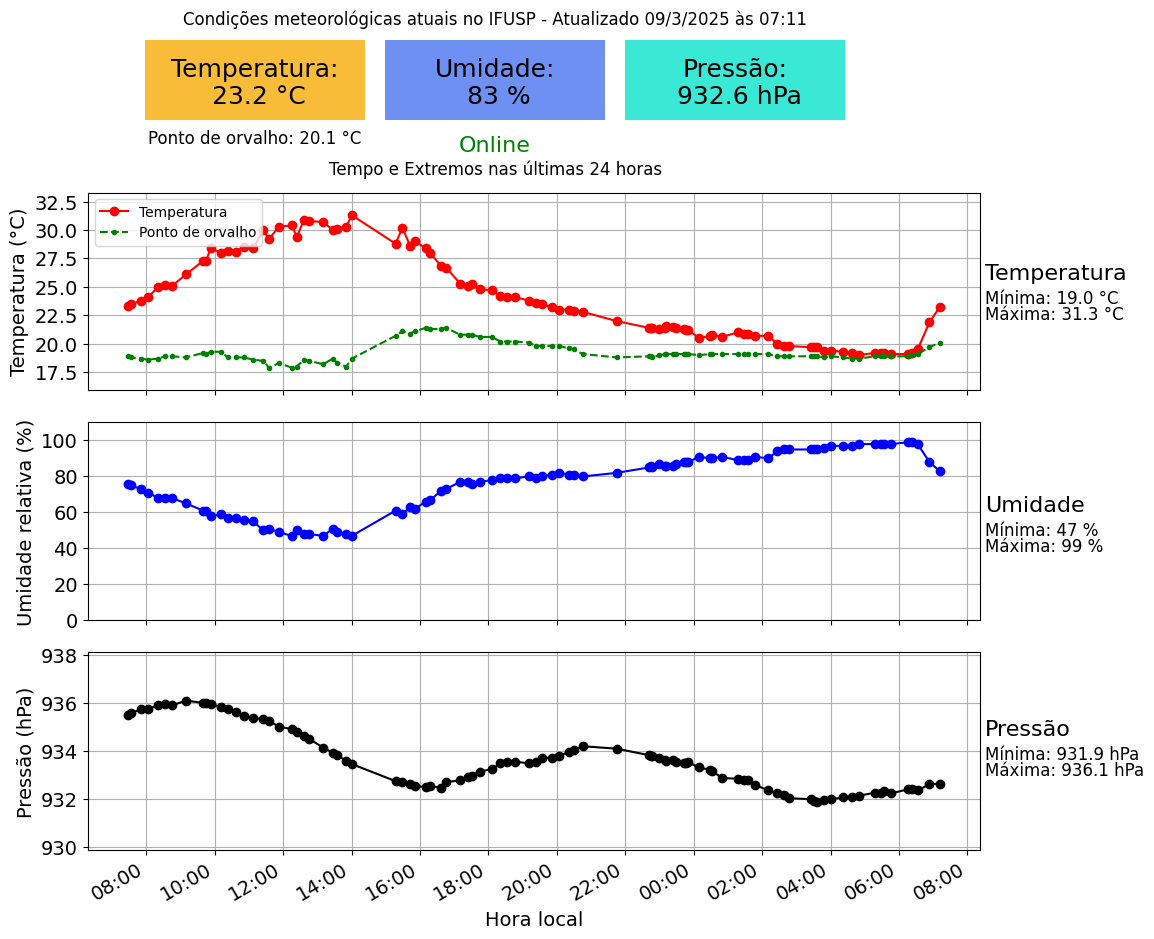 Condições meteorológicas atuais no IFUSP - Atualizado 09/3/2025 às 07:11
Temperatura:
23.2 °C
Umidade:
83 %
Pressão:
932.6 hPa
Ponto de orvalho: 20.1 °C
Online
Tempo e Extremos nas últimas 24 horas
Temperatura (°C)
32.5
30.0
27.5
25.0
22.5
20.0
17.5
Temperatura
Ponto de orvalho
Temperatura
Mínima: 19.0 °C
Máxima: 31.3 °C
Umidade relativa (%)
100
80
60
40
20
0
Umidade
Mínima: 47 %
Máxima: 99 %
Pressão (hPa)
938
936
934
932
930
Pressão
Mínima: 931.9 hPa
Máxima: 936.1 hPa
08:00 10:00 12:00 14:00 16:00 18:00 20:00 22:00 00:00 02:00 04:00 06:00 08:00
Hora local